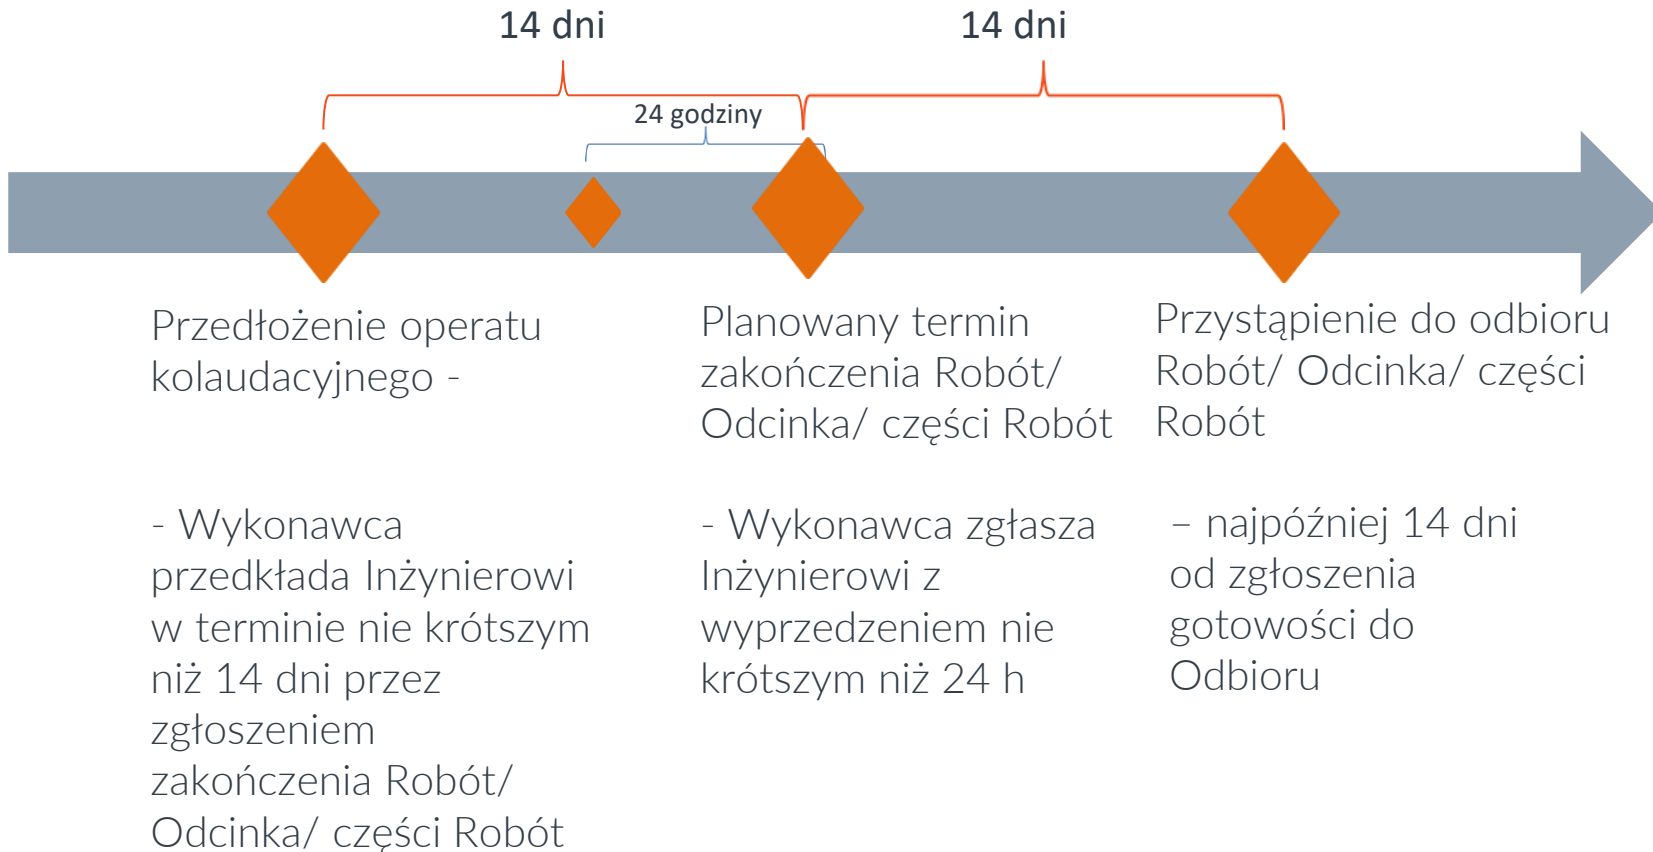 14 dni
14 dni
24 godziny
Przedłożenie operatu
kolaudacyjnego -
- Wykonawca
przedkłada Inżynierowi
w terminie nie krótszym
niż 14 dni przez
zgłoszeniem
zakończenia Robót/
Odcinka/ części Robót
Planowany termin
zakończenia Robót/
Odcinka/ części Robót
- Wykonawca zgłasza
Inżynierowi z
wyprzedzeniem nie
krótszym niż 24 h
Przystąpienie do odbioru
Robót/ Odcinka/ części
Robót
– najpóźniej 14 dni
od zgłoszenia
gotowości do
Odbioru